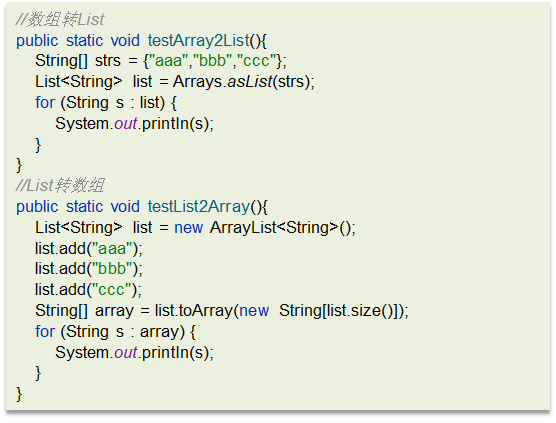 //数组转List
public static void testArray2List(){
    String[] strs = {"aaa","bbb","ccc"};
    List<String> list = Arrays.asList(strs);
    for (String s : list) {
        System.out.println(s);
    }
}
//List转数组
public static void testList2Array(){
    List<String> list = new ArrayList<String>();
    list.add("aaa");
    list.add("bbb");
    list.add("ccc");
    String[] array = list.toArray(new String[list.size()]);
    for (String s : array) {
        System.out.println(s);
    }
}